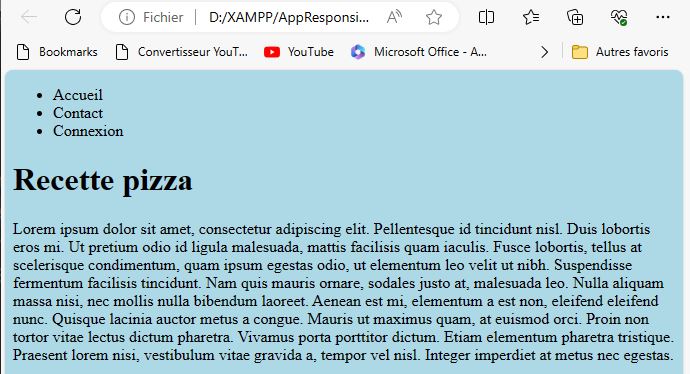 Fichier D:/XAMPP/AppResponsi...
Bookmarks Convertisseur YouT... YouTube Microsoft Office - A... Autres favoris
Accueil
Contact
Connexion
Recette pizza
Lorem ipsum dolor sit amet, consectetur adipiscing elit. Pellentesque id tincidunt nisl. Duis lobortis
eros mi. Ut pretium odio id ligula malesuada, mattis facilisis quam iaculis. Fusce lobortis, tellus at
scelerisque condimentum, quam ipsum egestas odio, ut elementum leo velit ut nibh. Suspendisse
fermentum facilisis tincidunt. Nam quis mauris ornare, sodales justo at, malesuada leo. Nulla aliquam
massa nisi, nec mollis nulla bibendum laoreet. Aenean est mi, elementum a est non, eleifend eleifend
nunc. Quisque lacinia auctor metus a congue. Mauris ut maximus quam, at euismod orci. Proin non
tortor vitae lectus dictum pharetra. Vivamus porta porttitor dictum. Etiam elementum pharetra tristique.
Praesent lorem nisi, vestibulum vitae gravida a, tempor vel nisl. Integer imperdiet at metus nec egestas.